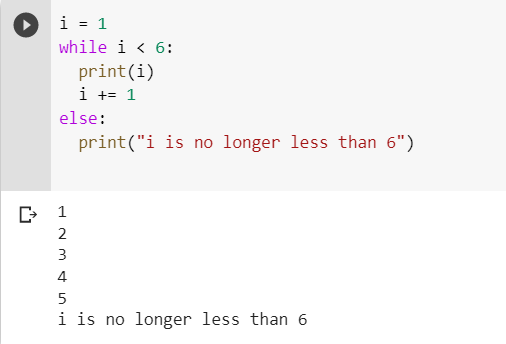 i = 1
while i < 6:
  print(i)
  i += 1
else:
  print("i is no longer less than 6")
1
2
3
4
5
i is no longer less than 6